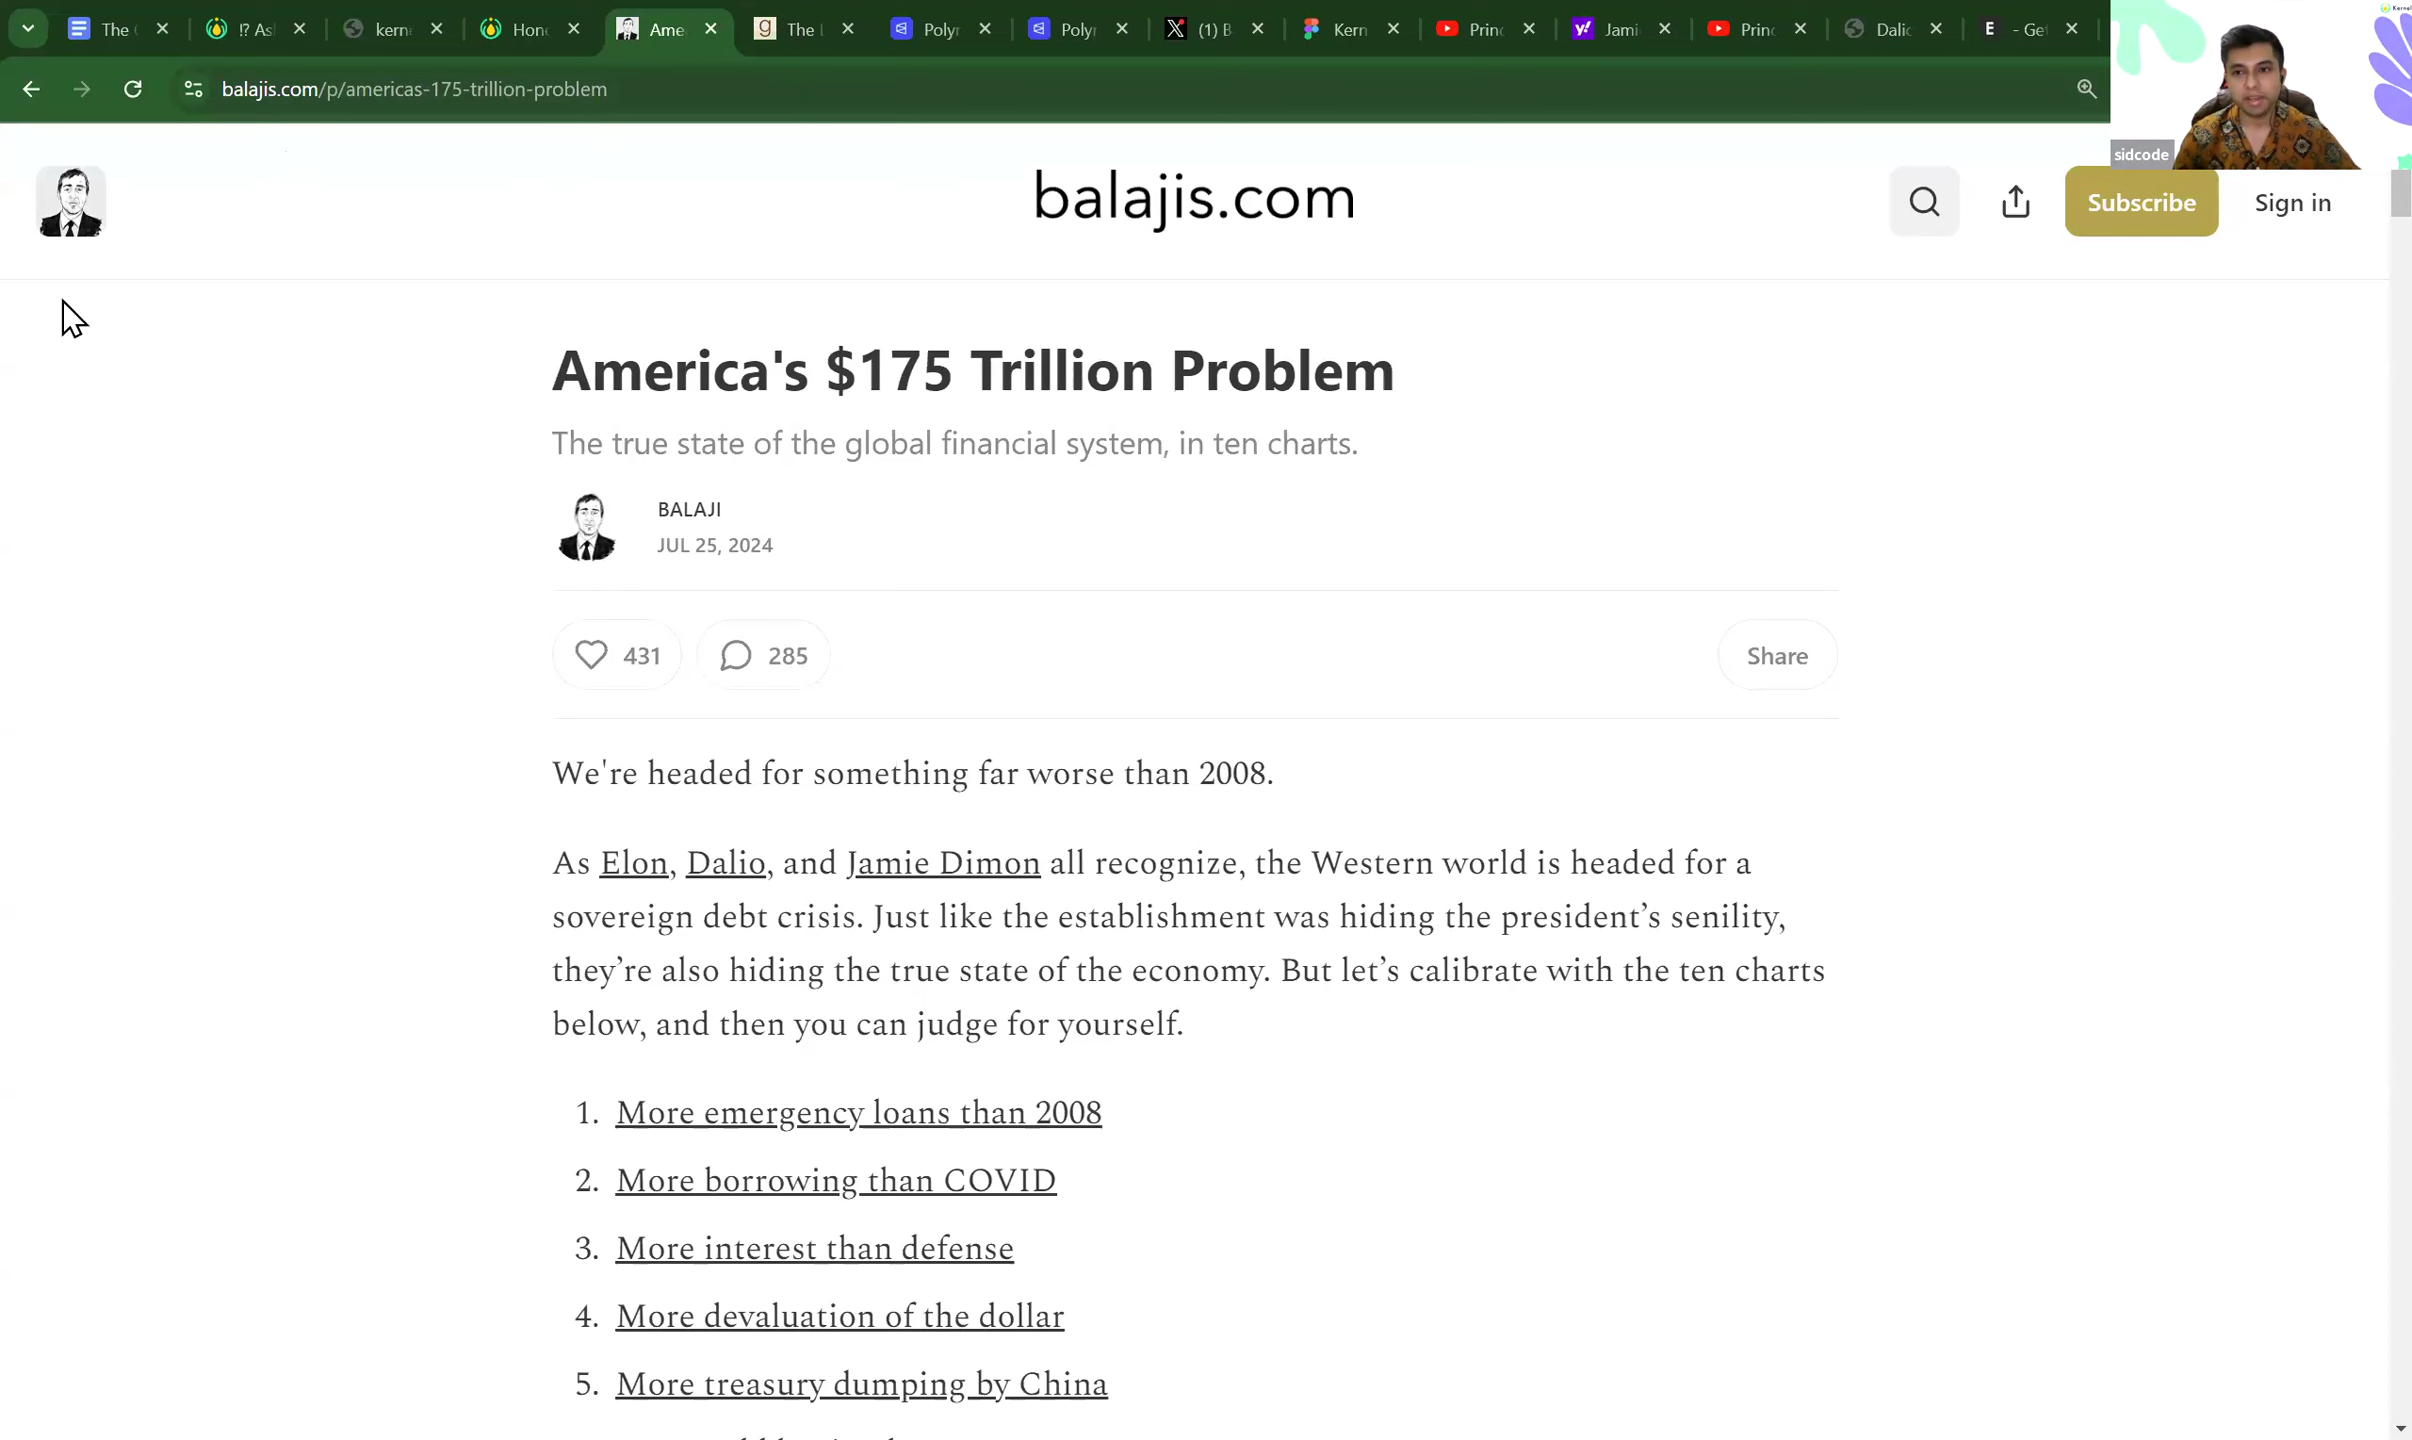 The
!? As
kern
Hon
Ame
The
Poly
Poly
(1)
Kern
Princ
Jami
Princ
Dalio
E - Get
balajis.com/p/americas-175-trillion-problem
Kernel
sidcode
balajis.com
Subscribe
Sign in
America's $175 Trillion Problem
The true state of the global financial system, in ten charts.
BALAJI
JUL 25, 2024
431
285
Share
We're headed for something far worse than 2008.
As Elon, Dalio, and Jamie Dimon all recognize, the Western world is headed for a
sovereign debt crisis. Just like the establishment was hiding the president’s senility,
they’re also hiding the true state of the economy. But let’s calibrate with the ten charts
below, and then you can judge for yourself.
1. More emergency loans than 2008
2. More borrowing than COVID
3. More interest than defense
4. More devaluation of the dollar
5. More treasury dumping by China